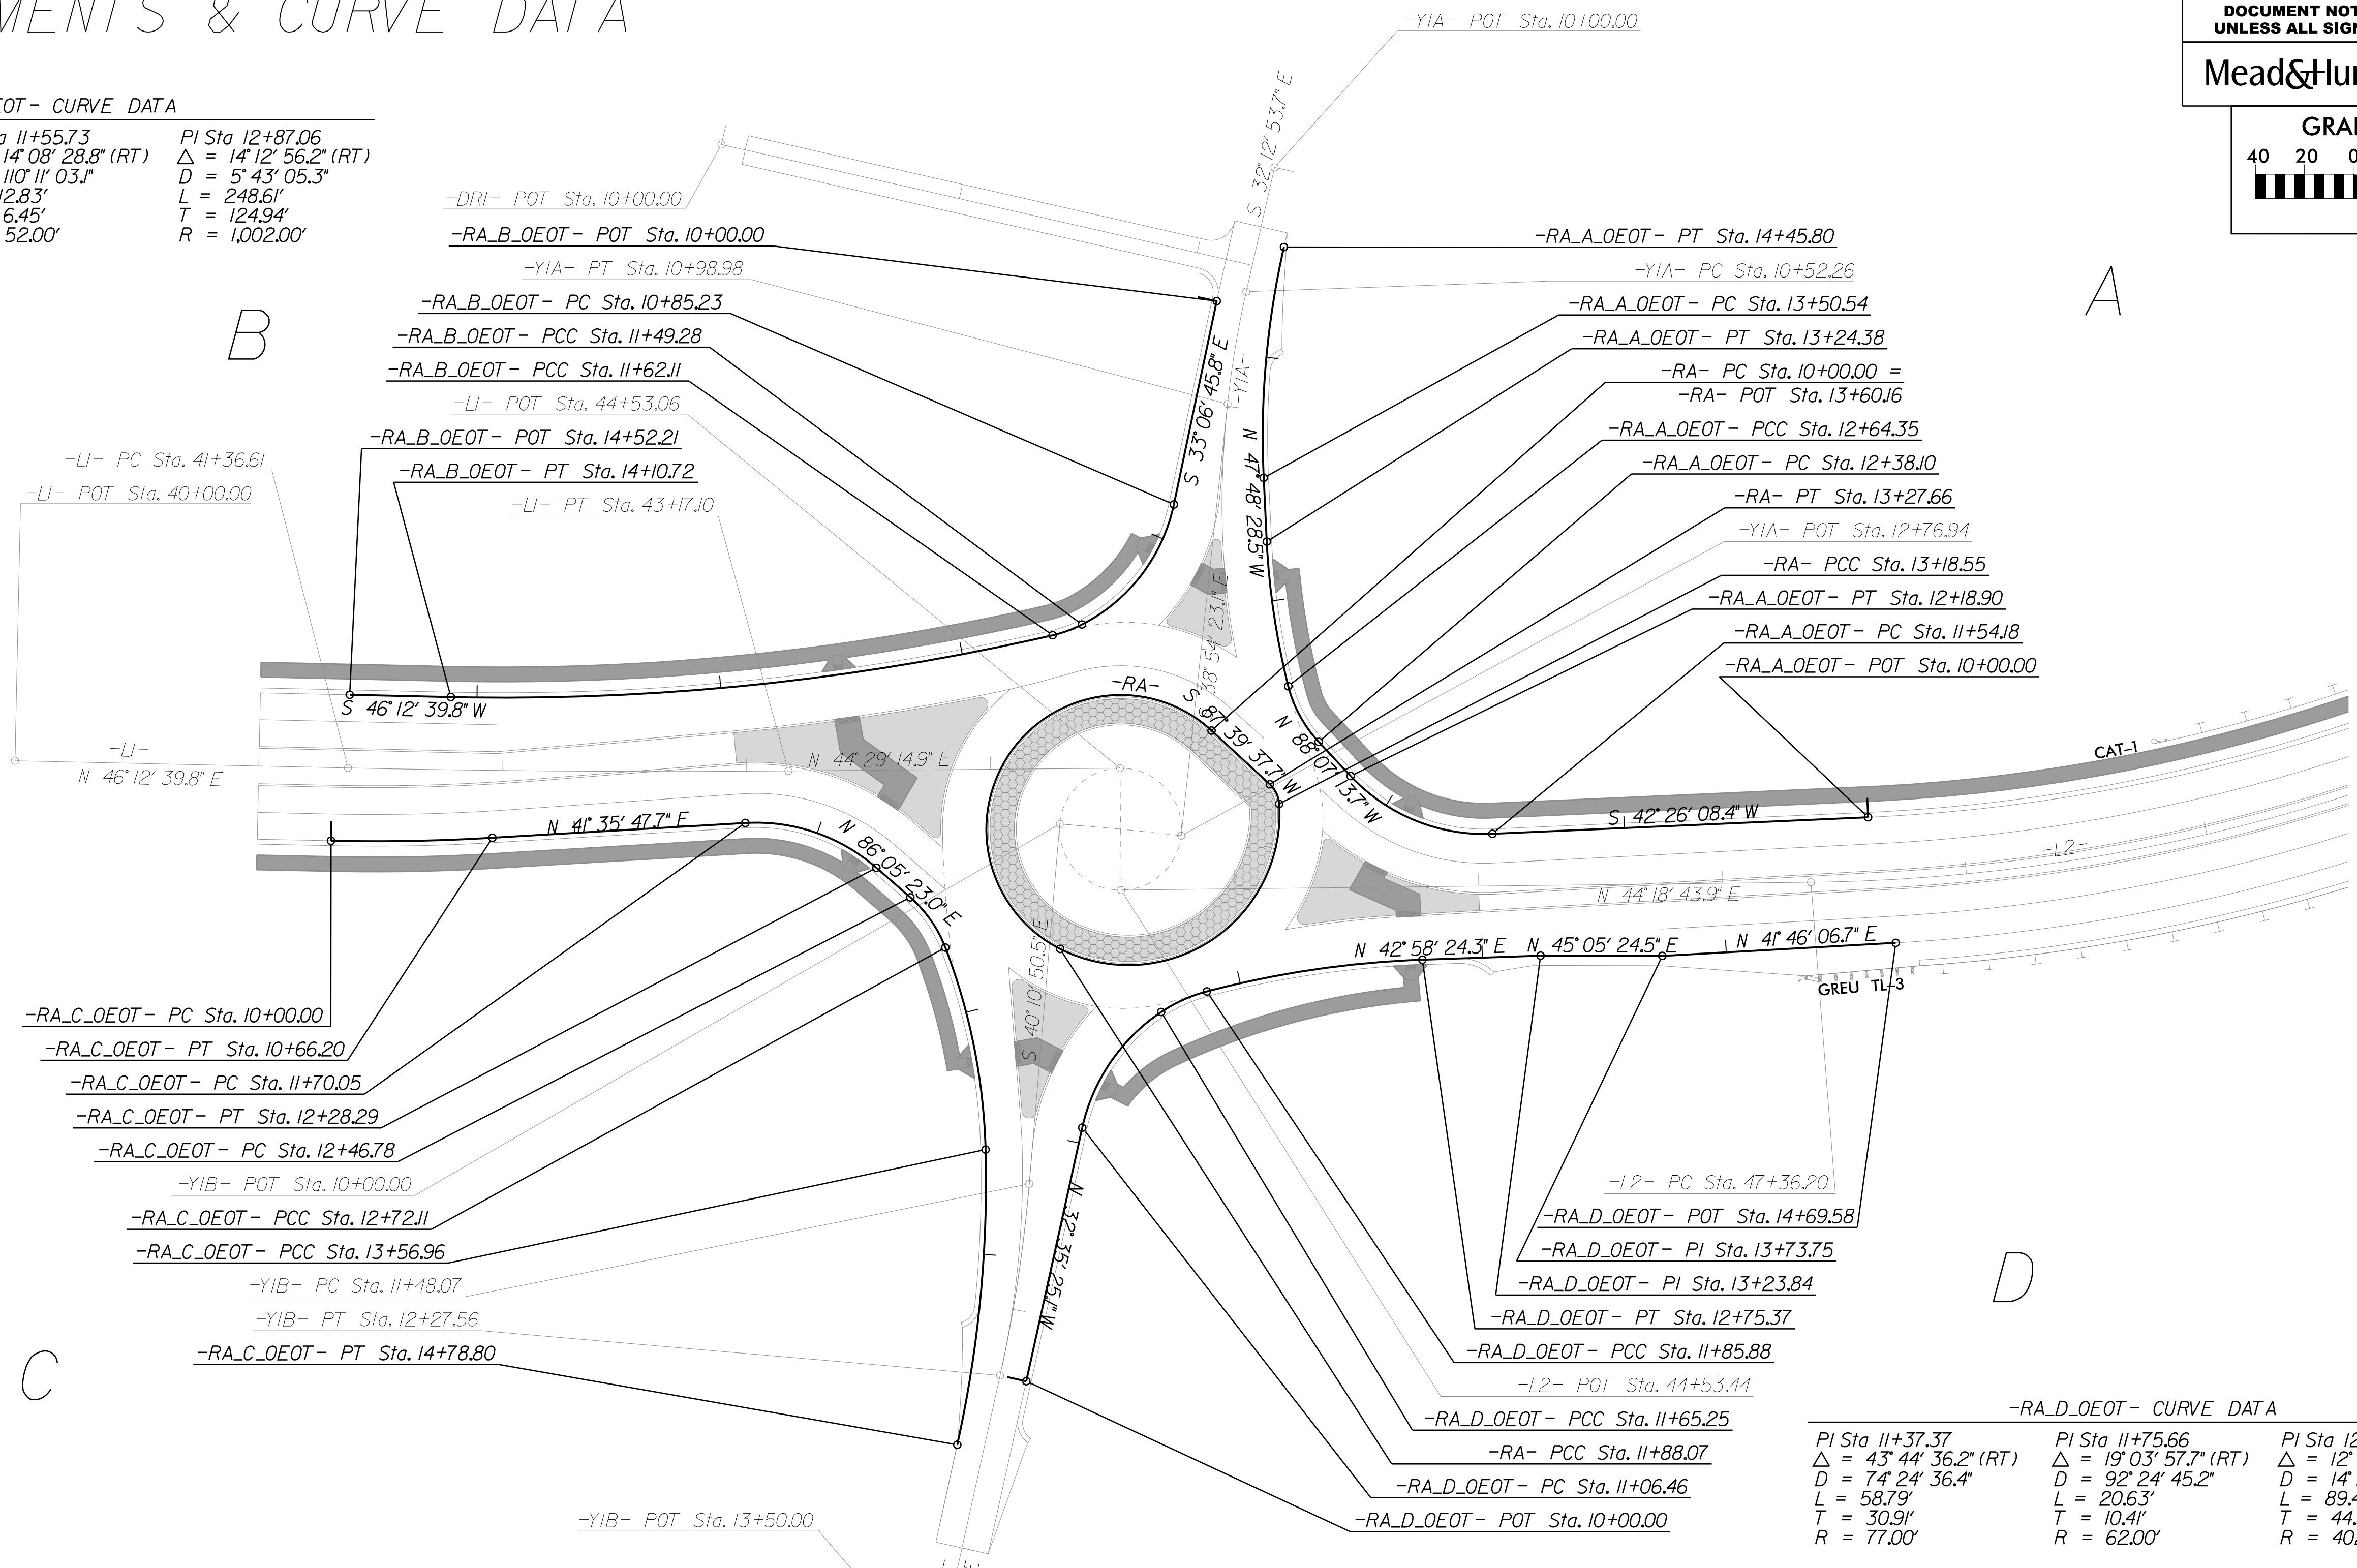 & CURVE DATA
CURVE DATA
11+55.73
14° 08' 28.8" (RT)
110° 11' 03.1"
6.45'
52.00'
PI Sta 12+87.06
△ = 14° 12' 56.2" (RT)
D = 5° 43' 05.3"
L = 248.61'
T = 124.94'
R = 1,002.00'
DOCUMENT NOT
UNLESS ALL
40 20
A
B
C
D
-Y1A- POT Sta. 10+00.00
S 32° 12' 53.7" E
-DR1- POT Sta. 10+00.00
-RA_B_OEOT- POT Sta. 10+00.00
-Y1A- PT Sta. 10+98.98
-RA_B_OEOT- PC Sta. 10+85.23
-RA_B_OEOT- PCC Sta. 11+49.28
-RA_B_OEOT- PCC Sta. 11+62.11
-L1- POT Sta. 44+53.06
-RA_B_OEOT- POT Sta. 14+52.21
-L1- PC Sta. 41+36.61
-RA_B_OEOT- PT Sta. 14+10.72
-L1- POT Sta. 40+00.00
-L1- PT Sta. 43+17.10
-RA_A_OEOT- PT Sta. 14+45.80
-Y1A- PC Sta. 10+52.26
-RA_A_OEOT- PC Sta. 13+50.54
-RA_A_OEOT- PT Sta. 13+24.38
-RA- PC Sta. 10+00.00 =
-RA- POT Sta. 13+60.16
-RA_A_OEOT- PCC Sta. 12+64.35
-RA_A_OEOT- PC Sta. 12+38.10
-RA- PT Sta. 13+27.66
-Y1A- POT Sta. 12+76.94
-RA- PCC Sta. 13+18.55
-RA_A_OEOT- PT Sta. 12+18.90
-RA_A_OEOT- PC Sta. 11+54.18
-RA_A_OEOT- POT Sta. 10+00.00
S 33° 06' 45.8" E
-Y1A-
N 47° 48' 28.5" W
S 38° 54' 23.1" E
-RA-
S 87° 39' 37.7" W
N 88° 07' 13.7" W
S 46° 12' 39.8" W
-L1-
N 46° 12' 39.8" E
N 44° 29' 14.9" E
N 41° 35' 47.7" E
N 86° 05' 23.0" E
S 42° 26' 08.4" W
CAT-1
-L2-
N 44° 18' 43.9" E
N 42° 58' 24.3" E
N 45° 05' 24.5" E
N 41° 46' 06.7" E
GREU TL-3
S 40° 10' 50.5" E
N 32° 35' 25.1" W
-RA_C_OEOT- PC Sta. 10+00.00
-RA_C_OEOT- PT Sta. 10+66.20
-RA_C_OEOT- PC Sta. 11+70.05
-RA_C_OEOT- PT Sta. 12+28.29
-RA_C_OEOT- PC Sta. 12+46.78
-Y1B- POT Sta. 10+00.00
-RA_C_OEOT- PCC Sta. 12+72.11
-RA_C_OEOT- PCC Sta. 13+56.96
-Y1B- PC Sta. 11+48.07
-Y1B- PT Sta. 12+27.56
-RA_C_OEOT- PT Sta. 14+78.80
-Y1B- POT Sta. 13+50.00
-L2- PC Sta. 47+36.20
-RA_D_OEOT- POT Sta. 14+69.58
-RA_D_OEOT- PI Sta. 13+73.75
-RA_D_OEOT- PI Sta. 13+23.84
-RA_D_OEOT- PT Sta. 12+75.37
-RA_D_OEOT- PCC Sta. 11+85.88
-L2- POT Sta. 44+53.44
-RA_D_OEOT- PCC Sta. 11+65.25
-RA- PCC Sta. 11+88.07
-RA_D_OEOT- PC Sta. 11+06.46
-RA_D_OEOT- POT Sta. 10+00.00
-RA_D_OEOT- CURVE DATA
PI Sta 11+37.37
△ = 43° 44' 36.2" (RT)
D = 74° 24' 36.4"
L = 58.79'
T = 30.91'
R = 77.00'
PI Sta 11+75.66
△ = 19° 03' 57.7" (RT)
D = 92° 24' 45.2"
L = 20.63'
T = 10.41'
R = 62.00'
PI Sta
△ = 12°
D = 14°
L =
T =
R =